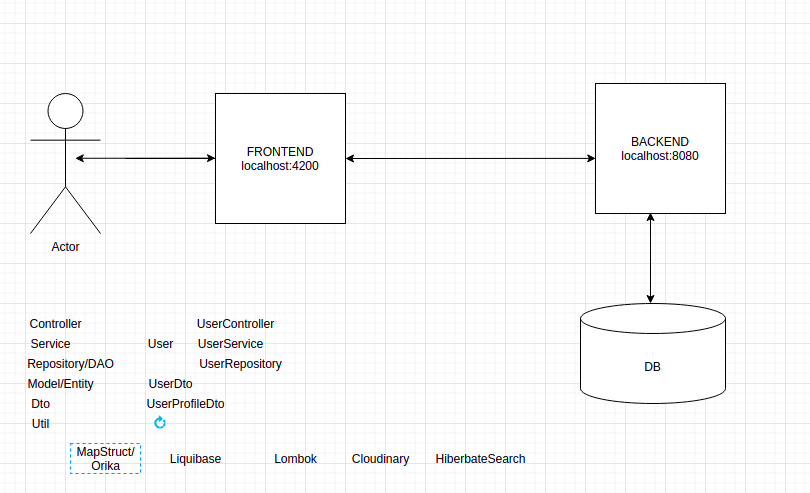 FRONTEND
localhost:4200
BACKEND
localhost:8080
Actor
DB
Controller UserController
Service User UserService
Repository/DAO UserRepository
Model/Entity UserDto
Dto UserProfileDto
Util
MapStruct/
Orika
Liquibase Lombok Cloudinary HiberbateSearch